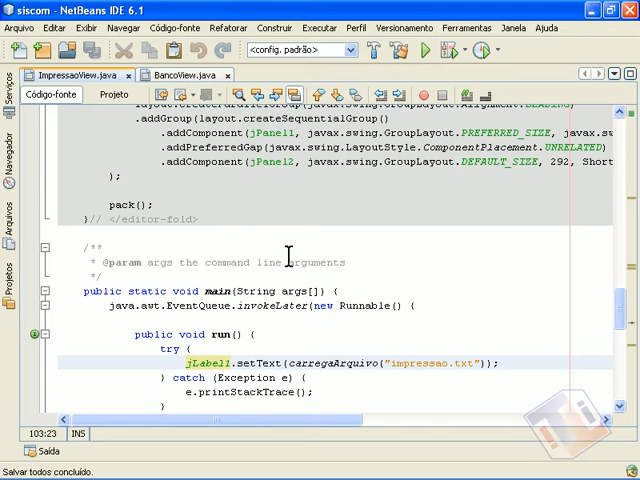 siscom - NetBeans IDE 6.1
Arquivo Editar Navegar Código-fonte Refatorar Construir Executar Perfil Versionamento Ferramentas Janela Ajuda
<config. padrão>
ImpressaoView.java x BancoView.java x
Código-fonte Projeto
Serviços
Navegador
Arquivos
Projetos
.addGroup(layout.createSequentialGroup()
.addComponent(jPanel1, javax.swing.GroupLayout.PREFERRED_SIZE, javax.s
.addPreferredGap(javax.swing.LayoutStyle.ComponentPlacement.UNRELATED)
.addComponent(jPanel2, javax.swing.GroupLayout.DEFAULT_SIZE, 292, Short
);
pack();
}// </editor-fold>
/**
* @param args the command line arguments
*/
public static void main(String args[]) {
java.awt.EventQueue.invokeLater(new Runnable() {
public void run() {
try {
jLabel1.setText(carregaArquivo("impressao.txt"));
} catch (Exception e) {
e.printStackTrace();
}
103:23 INS
Saída
Salvar todos concluído.